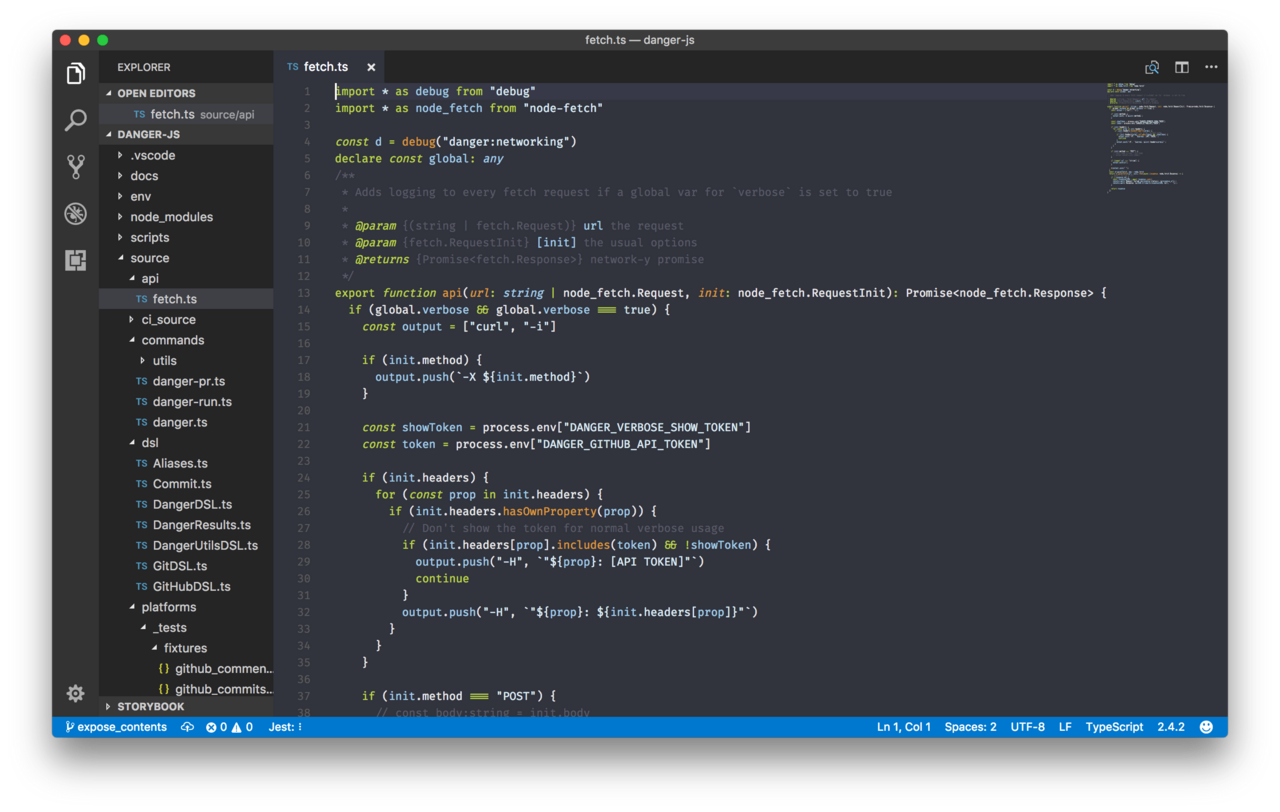 fetch.ts — danger-js
EXPLORER
OPEN EDITORS
TS fetch.ts source/api
DANGER-JS
.vscode
docs
env
node_modules
scripts
source
api
TS fetch.ts
ci_source
commands
utils
TS danger-pr.ts
TS danger-run.ts
TS danger.ts
dsl
TS Aliases.ts
TS Commit.ts
TS DangerDSL.ts
TS DangerResults.ts
TS DangerUtilsDSL.ts
TS GitDSL.ts
TS GitHubDSL.ts
platforms
_tests
fixtures
{} github_commen...
{} github_commits...
STORYBOOK
TS fetch.ts ×
1 import * as debug from "debug"
2 import * as node_fetch from "node-fetch"
3
4 const d = debug("danger:networking")
5 declare const global: any
6 /**
7  * Adds logging to every fetch request if a global var for `verbose` is set to true
8  *
9  * @param {(string | fetch.Request)} url the request
10  * @param {fetch.RequestInit} [init] the usual options
11  * @returns {Promise<fetch.Response>} network-y promise
12  */
13 export function api(url: string | node_fetch.Request, init: node_fetch.RequestInit): Promise<node_fetch.Response> {
14   if (global.verbose && global.verbose === true) {
15     const output = ["curl", "-i"]
16
17     if (init.method) {
18       output.push(`-X ${init.method}`)
19     }
20
21     const showToken = process.env["DANGER_VERBOSE_SHOW_TOKEN"]
22     const token = process.env["DANGER_GITHUB_API_TOKEN"]
23
24     if (init.headers) {
25       for (const prop in init.headers) {
26         if (init.headers.hasOwnProperty(prop)) {
27           // Don't show the token for normal verbose usage
28           if (init.headers[prop].includes(token) && !showToken) {
29             output.push("-H", `"${prop}: [API TOKEN]"`)
30             continue
31           }
32           output.push("-H", `"${prop}: ${init.headers[prop]}"`)
33         }
34       }
35     }
36
37     if (init.method === "POST") {
38       // const body:string = init.body
expose_contents 0 0 Jest: Ln 1, Col 1 Spaces: 2 UTF-8 LF TypeScript 2.4.2